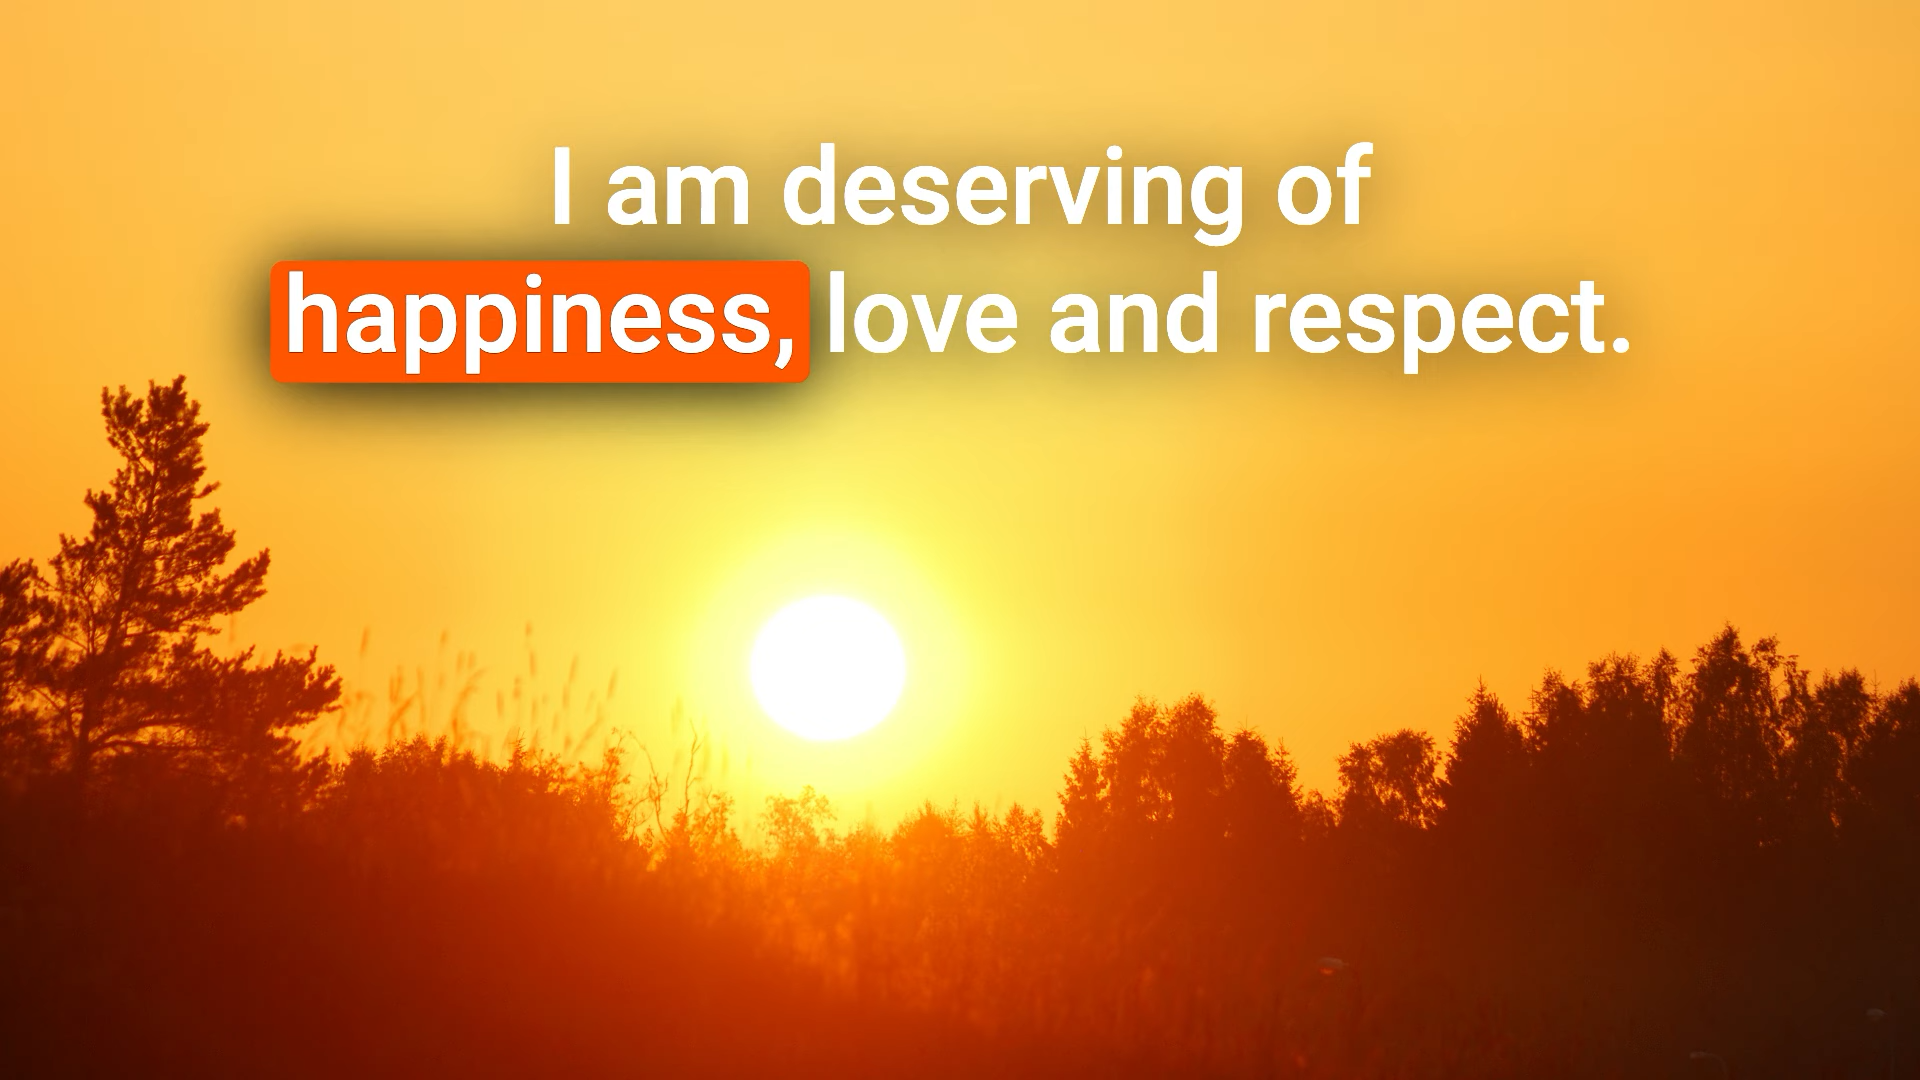 I am deserving of
happiness, love and respect.